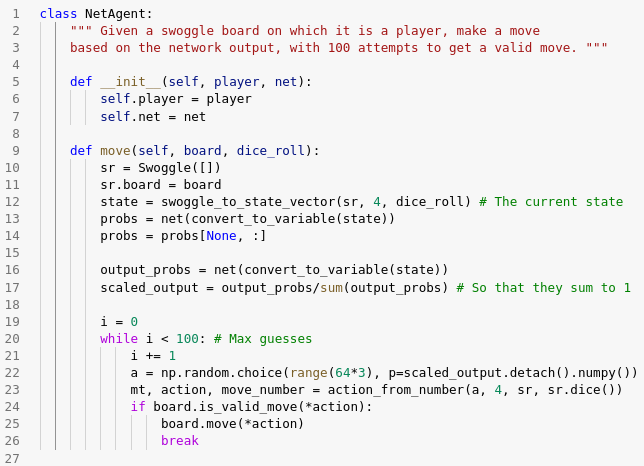 1 class NetAgent:
2     """ Given a swoggle board on which it is a player, make a move
3     based on the network output, with 100 attempts to get a valid move. """
4
5     def __init__(self, player, net):
6         self.player = player
7         self.net = net
8
9     def move(self, board, dice_roll):
10         sr = Swoggle([])
11         sr.board = board
12         state = swoggle_to_state_vector(sr, 4, dice_roll) # The current state
13         probs = net(convert_to_variable(state))
14         probs = probs[None, :]
15
16         output_probs = net(convert_to_variable(state))
17         scaled_output = output_probs/sum(output_probs) # So that they sum to 1
18
19         i = 0
20         while i < 100: # Max guesses
21             i += 1
22             a = np.random.choice(range(64*3), p=scaled_output.detach().numpy())
23             mt, action, move_number = action_from_number(a, 4, sr, sr.dice())
24             if board.is_valid_move(*action):
25                 board.move(*action)
26                 break
27